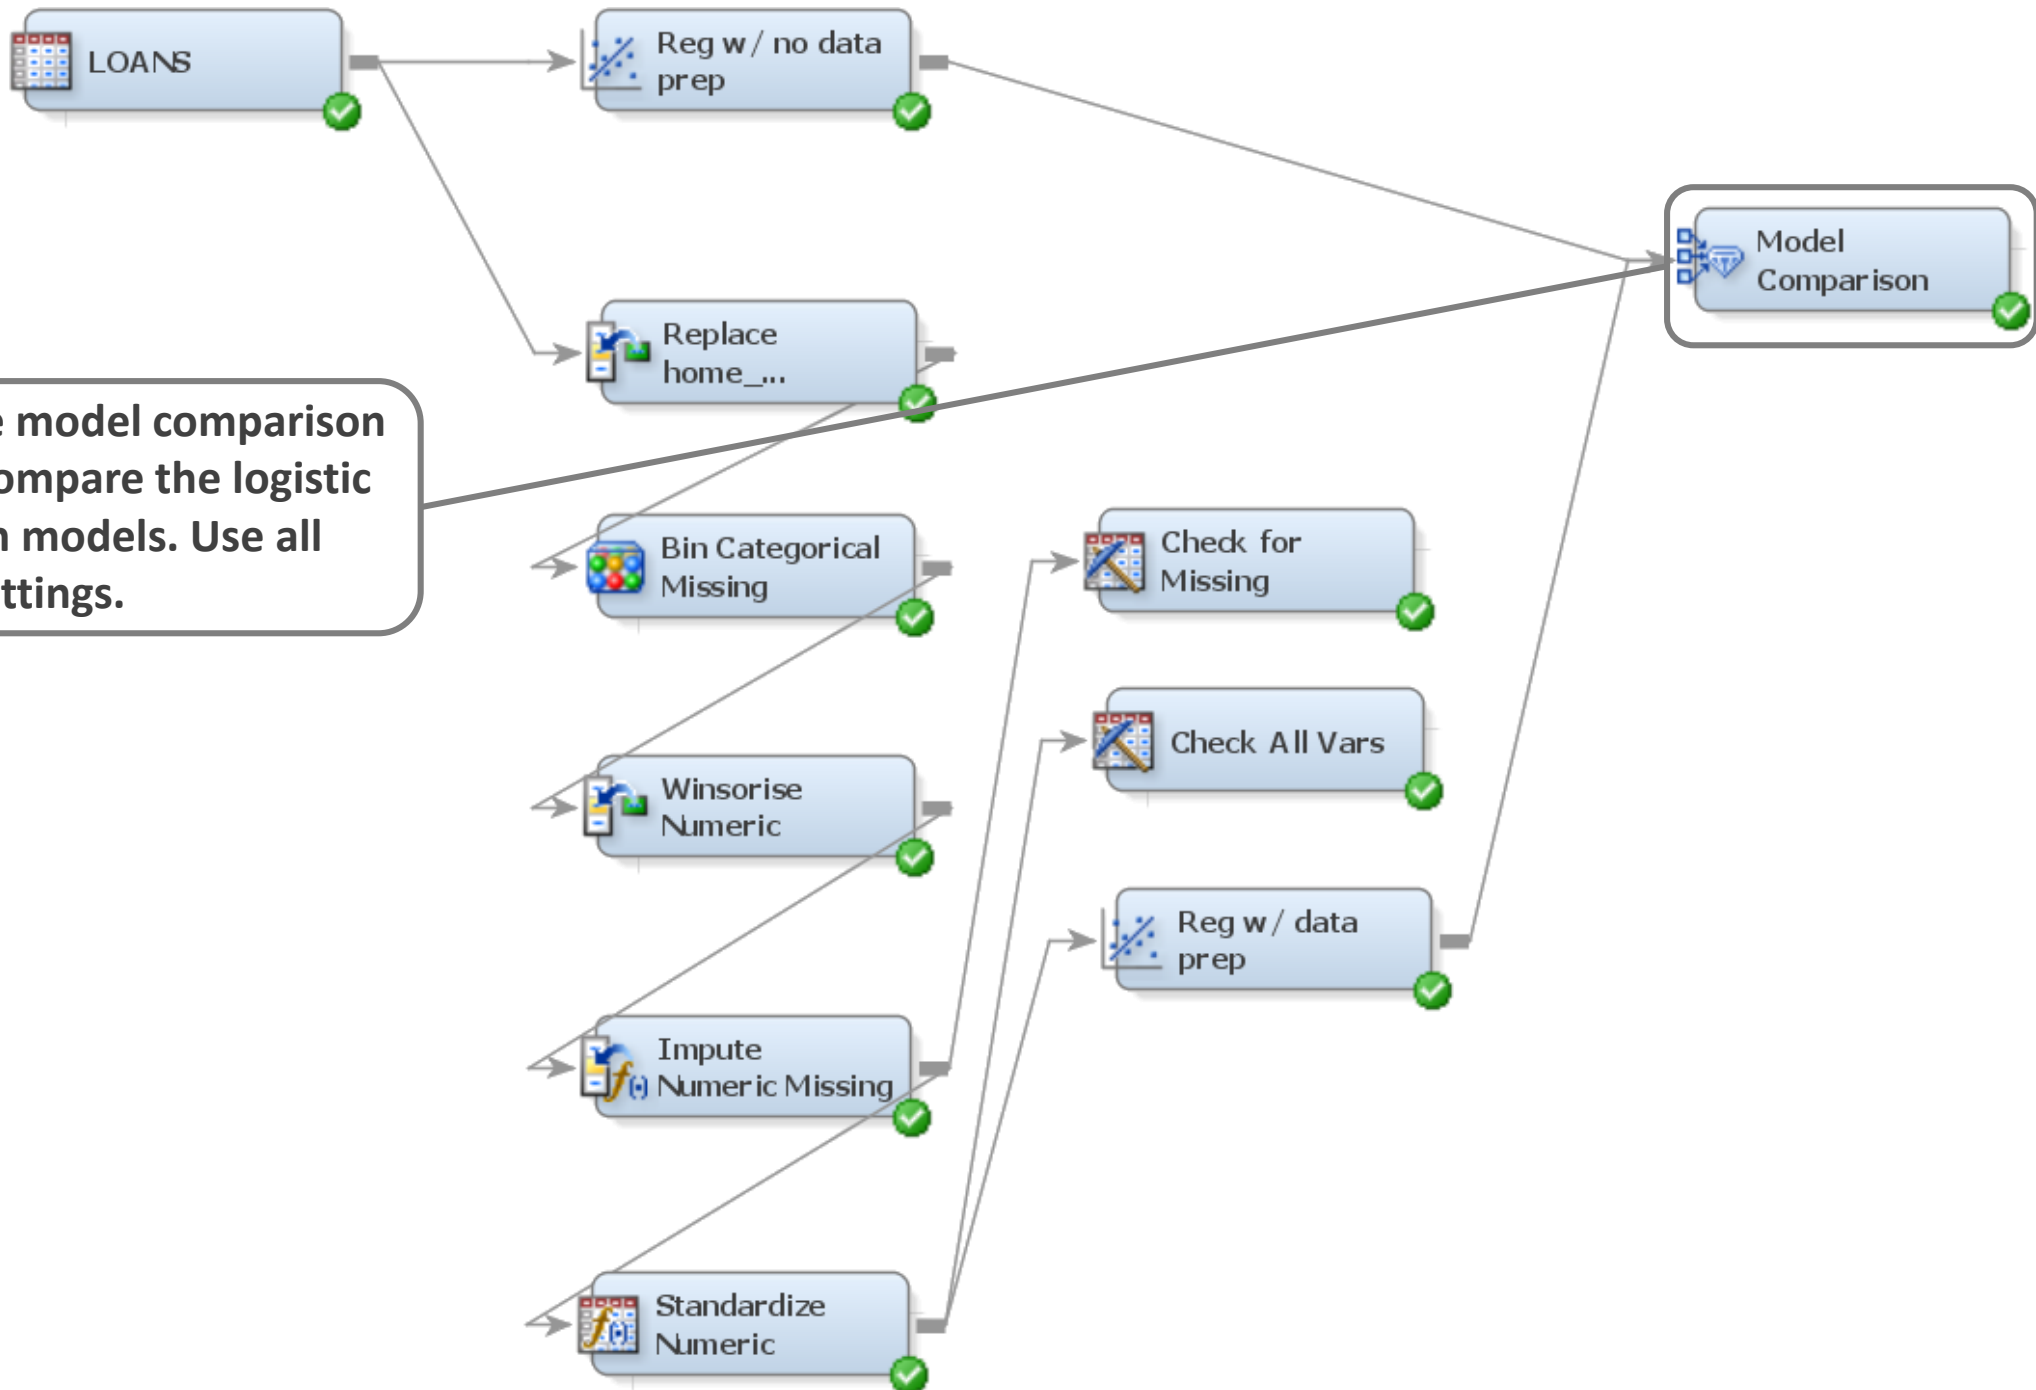 LOANS
Reg w/ no data
prep
Model
Comparison
Replace
home_...
e model comparison
ompare the logistic
n models. Use all
ttings.
Bin Categorical
Missing
Check for
Missing
Check All Vars
Winsorise
Numeric
Reg w/ data
prep
Impute
Numeric Missing
Standardize
Numeric